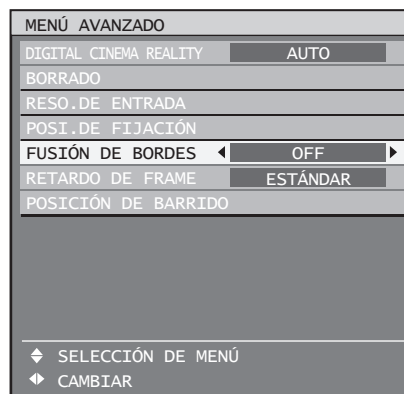 MENÚ AVANZADO
DIGITAL CINEMA REALITY AUTO
BORRADO
RESO.DE ENTRADA
POSI.DE FIJACIÓN
FUSIÓN DE BORDES OFF
RETARDO DE FRAME ESTÁNDAR
POSICIÓN DE BARRIDO
SELECCIÓN DE MENÚ
CAMBIAR